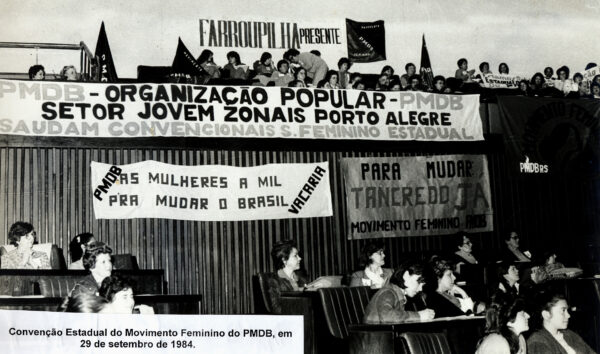 FARROUPILHA
PRESENTE
PMDB - ORGANIZAÇÃO POPULAR - PMDB
SETOR JOVEM ZONAIS PORTO ALEGRE
SAUDAM CONVENCIONAIS S. FEMININO ESTADUAL
PMDB
AS MULHERES A MIL
PRA MUDAR O BRASIL
VACARIA
PARA MUDAR
TANCREDO JÁ
MOVIMENTO FEMININO
PMDB RS
Convenção Estadual do Movimento Feminino do PMDB, em
29 de setembro de 1984.